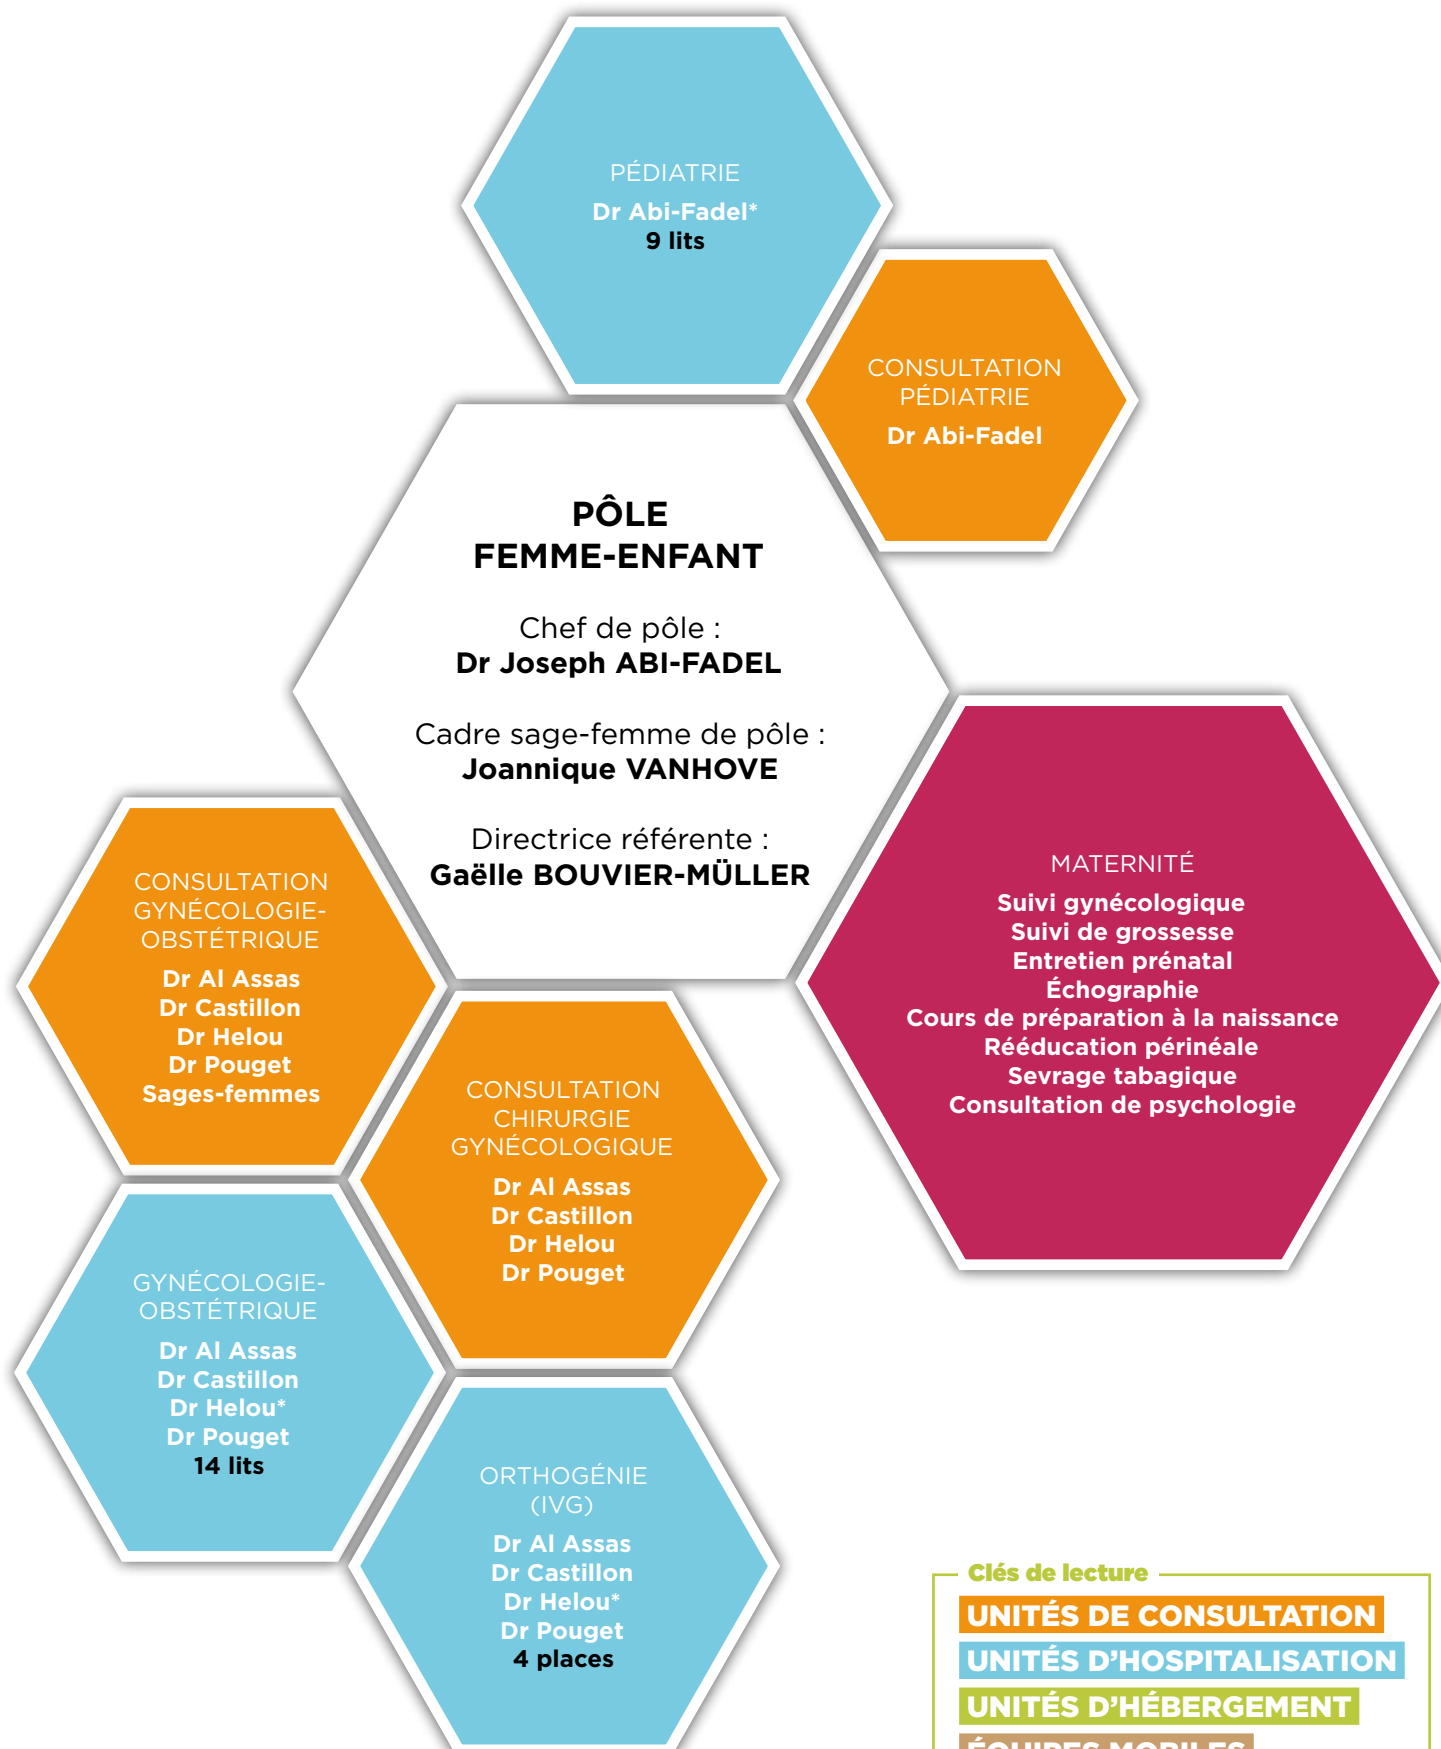 PÉDIATRIE
Dr Abi-Fadel*
9 lits
CONSULTATION
PÉDIATRIE
Dr Abi-Fadel
PÔLE
FEMME-ENFANT
Chef de pôle :
Dr Joseph ABI-FADEL
Cadre sage-femme de pôle :
Joannique VANHOVE
Directrice référente :
Gaëlle BOUVIER-MÜLLER
MATERNITÉ
Suivi gynécologique
Suivi de grossesse
Entretien prénatal
Échographie
Cours de préparation à la naissance
Rééducation périnéale
Sevrage tabagique
Consultation de psychologie
CONSULTATION
GYNÉCOLOGIE-
OBSTÉTRIQUE
Dr Al Assas
Dr Castillon
Dr Helou
Dr Pouget
Sages-femmes
CONSULTATION
CHIRURGIE
GYNÉCOLOGIQUE
Dr Al Assas
Dr Castillon
Dr Helou
Dr Pouget
GYNÉCOLOGIE-
OBSTÉTRIQUE
Dr Al Assas
Dr Castillon
Dr Helou*
Dr Pouget
14 lits
ORTHOGÉNIE
(IVG)
Dr Al Assas
Dr Castillon
Dr Helou*
Dr Pouget
4 places
Clés de lecture
UNITÉS DE CONSULTATION
UNITÉS D'HOSPITALISATION
UNITÉS D'HÉBERGEMENT
ÉQUIPES MOBILES